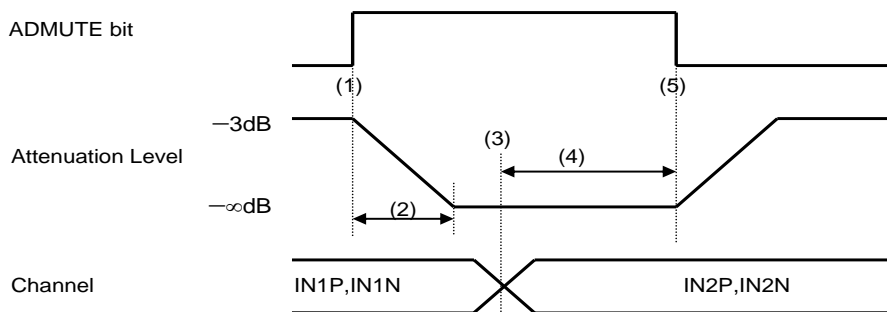 ADMUTE bit
(1)
(5)
−3dB
(3)
Attenuation Level
(4)
−∞dB
(2)
Channel
IN1P,IN1N
IN2P,IN2N